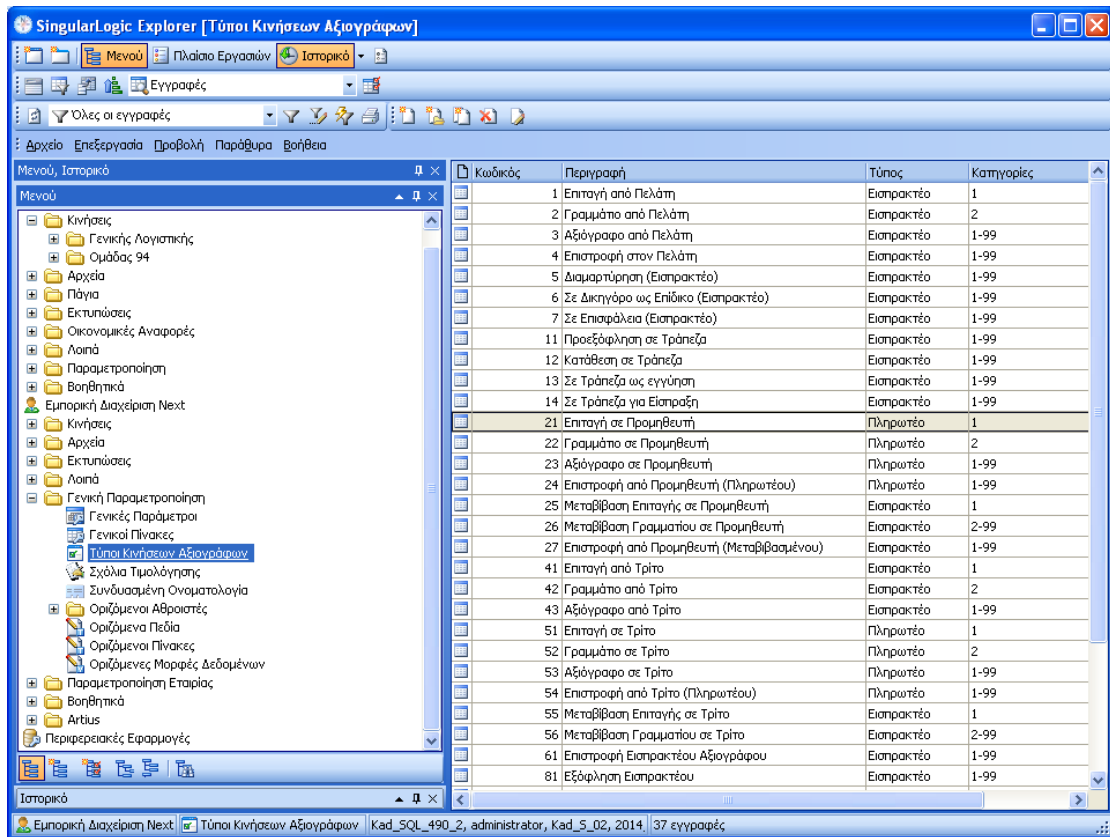 SingularLogic Explorer [Τύποι Κινήσεων Αξιογράφων]
Μενού Πλαίσιο Εργασιών Ιστορικό
Εγγραφές
Όλες οι εγγραφές
Αρχείο Επεξεργασία Προβολή Παράθυρα Βοήθεια
Μενού, Ιστορικό
Μενού
Κινήσεις
Γενικής Λογιστικής
Ομάδας 94
Αρχεία
Πάγια
Εκτυπώσεις
Οικονομικές Αναφορές
Λοιπά
Παραμετροποίηση
Βοηθητικά
Εμπορική Διαχείριση Next
Κινήσεις
Αρχεία
Εκτυπώσεις
Λοιπά
Γενική Παραμετροποίηση
Γενικές Παράμετροι
Γενικοί Πίνακες
Τύποι Κινήσεων Αξιογράφων
Σχόλια Τιμολόγησης
Συνδυασμένη Ονοματολογία
Οριζόμενοι Αθροιστές
Οριζόμενα Πεδία
Οριζόμενοι Πίνακες
Οριζόμενες Μορφές Δεδομένων
Παραμετροποίηση Εταιρίας
Βοηθητικά
Artius
Περιφερειακές Εφαρμογές
Ιστορικό
Κωδικός Περιγραφή Τύπος Κατηγορίες
1 Επιταγή από Πελάτη Εισπρακτέο 1
2 Γραμμάτιο από Πελάτη Εισπρακτέο 2
3 Αξιόγραφο από Πελάτη Εισπρακτέο 1-99
4 Επιστροφή στον Πελάτη Εισπρακτέο 1-99
5 Διαμαρτύρηση (Εισπρακτέο) Εισπρακτέο 1-99
6 Σε Δικηγόρο ως Επίδικο (Εισπρακτέο) Εισπρακτέο 1-99
7 Σε Επισφάλεια (Εισπρακτέο) Εισπρακτέο 1-99
11 Προεξόφληση σε Τράπεζα Εισπρακτέο 1-99
12 Κατάθεση σε Τράπεζα Εισπρακτέο 1-99
13 Σε Τράπεζα ως εγγύηση Εισπρακτέο 1-99
14 Σε Τράπεζα για Είσπραξη Εισπρακτέο 1-99
21 Επιταγή σε Προμηθευτή Πληρωτέο 1
22 Γραμμάτιο σε Προμηθευτή Πληρωτέο 2
23 Αξιόγραφο σε Προμηθευτή Πληρωτέο 1-99
24 Επιστροφή από Προμηθευτή (Πληρωτέου) Πληρωτέο 1-99
25 Μεταβίβαση Επιταγής σε Προμηθευτή Εισπρακτέο 1
26 Μεταβίβαση Γραμματίου σε Προμηθευτή Εισπρακτέο 2-99
27 Επιστροφή από Προμηθευτή (Μεταβιβασμένου) Εισπρακτέο 1-99
41 Επιταγή από Τρίτο Εισπρακτέο 1
42 Γραμμάτιο από Τρίτο Εισπρακτέο 2
43 Αξιόγραφο από Τρίτο Εισπρακτέο 1-99
51 Επιταγή σε Τρίτο Πληρωτέο 1
52 Γραμμάτιο σε Τρίτο Πληρωτέο 2
53 Αξιόγραφο σε Τρίτο Πληρωτέο 1-99
54 Επιστροφή από Τρίτο (Πληρωτέου) Πληρωτέο 1-99
55 Μεταβίβαση Επιταγής σε Τρίτο Εισπρακτέο 1
56 Μεταβίβαση Γραμματίου σε Τρίτο Εισπρακτέο 2-99
61 Επιστροφή Εισπρακτέου Αξιογράφου Εισπρακτέο 1-99
81 Εξόφληση Εισπρακτέου Εισπρακτέο 1-99
Εμπορική Διαχείριση Next Τύποι Κινήσεων Αξιογράφων Kad_SQL_490_2, administrator, Kad_S_02, 2014, 37 εγγραφές